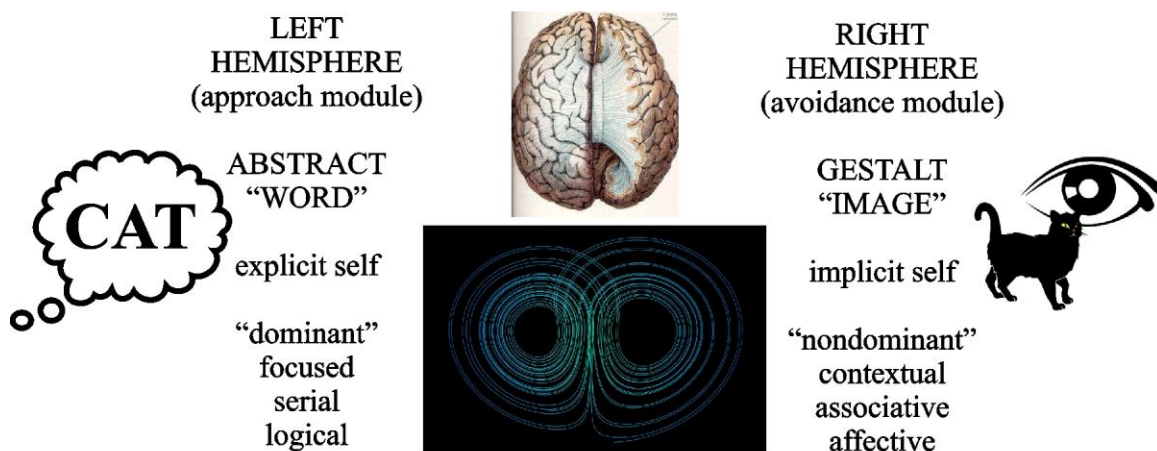 LEFT
HEMISPHERE
(approach module)
ABSTRACT
“WORD”
CAT
explicit self
“dominant”
focused
serial
logical
RIGHT
HEMISPHERE
(avoidance module)
GESTALT
“IMAGE”
implicit self
“nondominant”
contextual
associative
affective